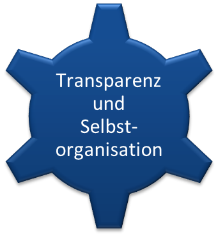 Transparenz
und
Selbst-
organisation